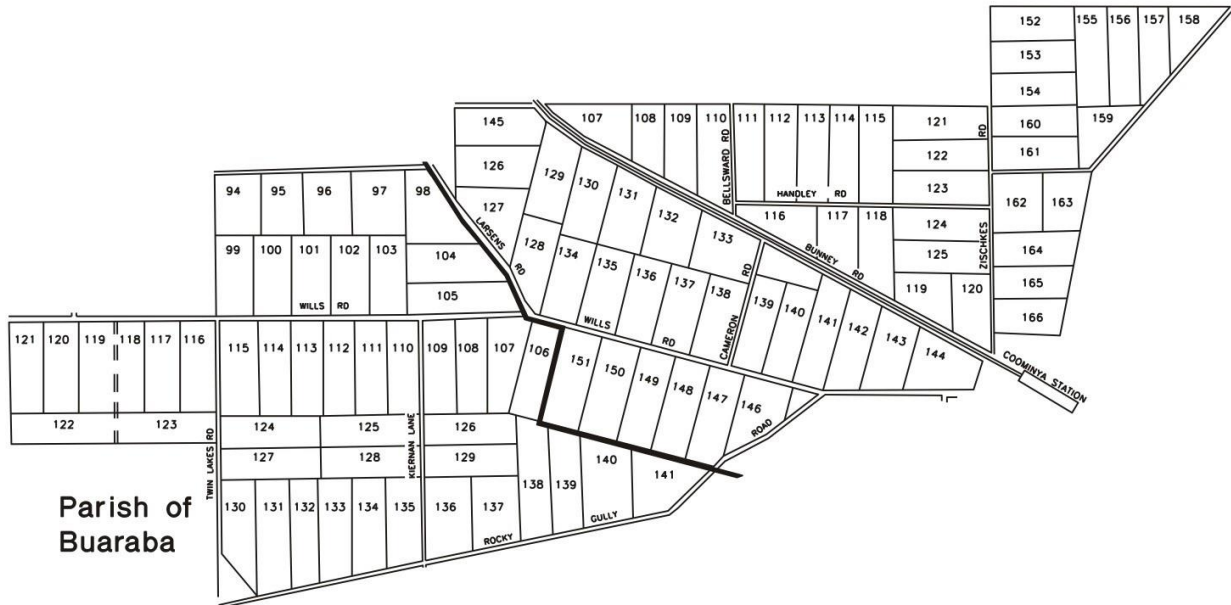 152 155 156 157 158
153
154
160 159
161
162 163
164
165
166
145 107 108 109 110 111 112 113 114 115 121
126 122
127 123
BELLSWARD RD
HANDLEY RD
ZISCHKES RD
129 130 131 132 133 116 117 118 124
125
BUNNEY RD
119 120
94 95 96 97 98
99 100 101 102 103 104
105
LARSENS RD
128 134 135 136 137 138 139 140 141 142 143 144
CAMERON RD
COOMINYA STATION
WILLS RD
WILLS RD
121 120 119 118 117 116 115 114 113 112 111 110 109 108 107 106 151 150 149 148 147 146
122 123 124 125 126
127 128 129
TWIN LAKES RD
KIERNAN LANE
130 131 132 133 134 135 136 137 138 139 140 141
ROCKY GULLY ROAD
Parish of
Buaraba